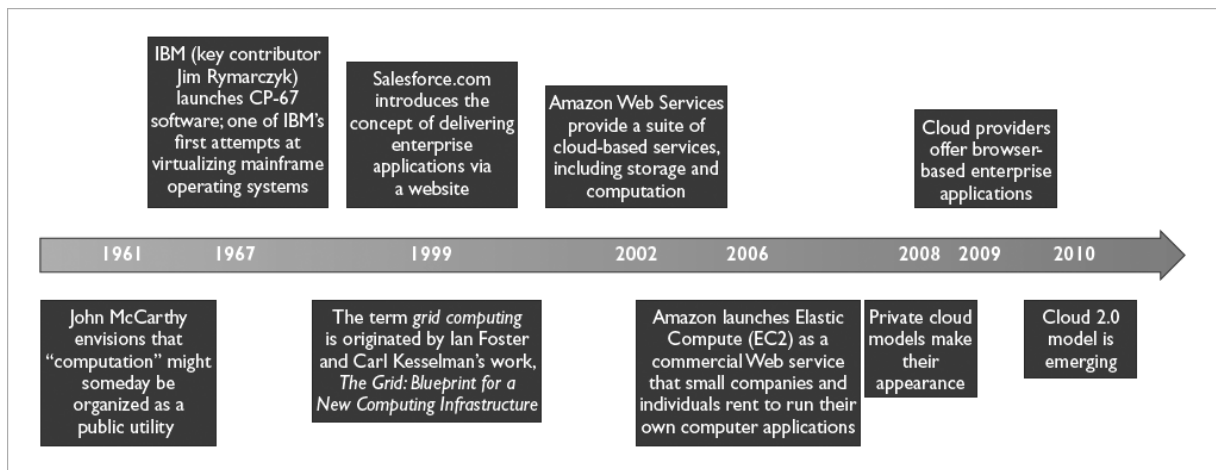 IBM (key contributor
Jim Rymarczyk)
launches CP-67
software; one of IBM's
first attempts at
virtualizing mainframe
operating systems
Salesforce.com
introduces the
concept of delivering
enterprise
applications via
a website
Amazon Web Services
provide a suite of
cloud-based services,
including storage and
computation
Cloud providers
offer browser-
based enterprise
applications
1961 1967 1999 2002 2006 2008 2009 2010
John McCarthy
envisions that
“computation” might
someday be
organized as a
public utility
The term grid computing
is originated by Ian Foster
and Carl Kesselman's work,
The Grid: Blueprint for a
New Computing Infrastructure
Amazon launches Elastic
Compute (EC2) as a
commercial Web service
that small companies and
individuals rent to run their
own computer applications
Private cloud
models make
their
appearance
Cloud 2.0
model is
emerging